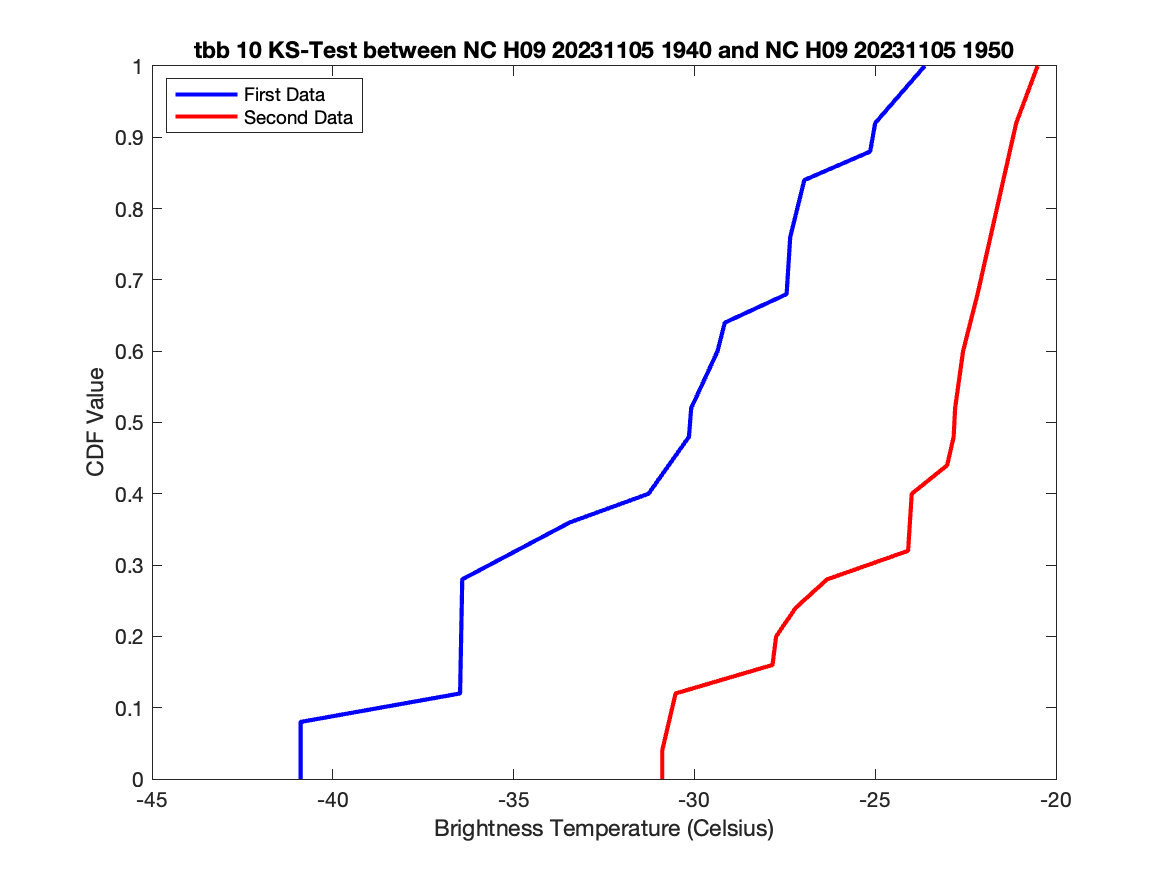 tbb 10 KS-Test between NC H09 20231105 1940 and NC H09 20231105 1950
First Data
Second Data
1
0.9
0.8
0.7
0.6
0.5
0.4
0.3
0.2
0.1
0
CDF Value
-45 -40 -35 -30 -25 -20
Brightness Temperature (Celsius)